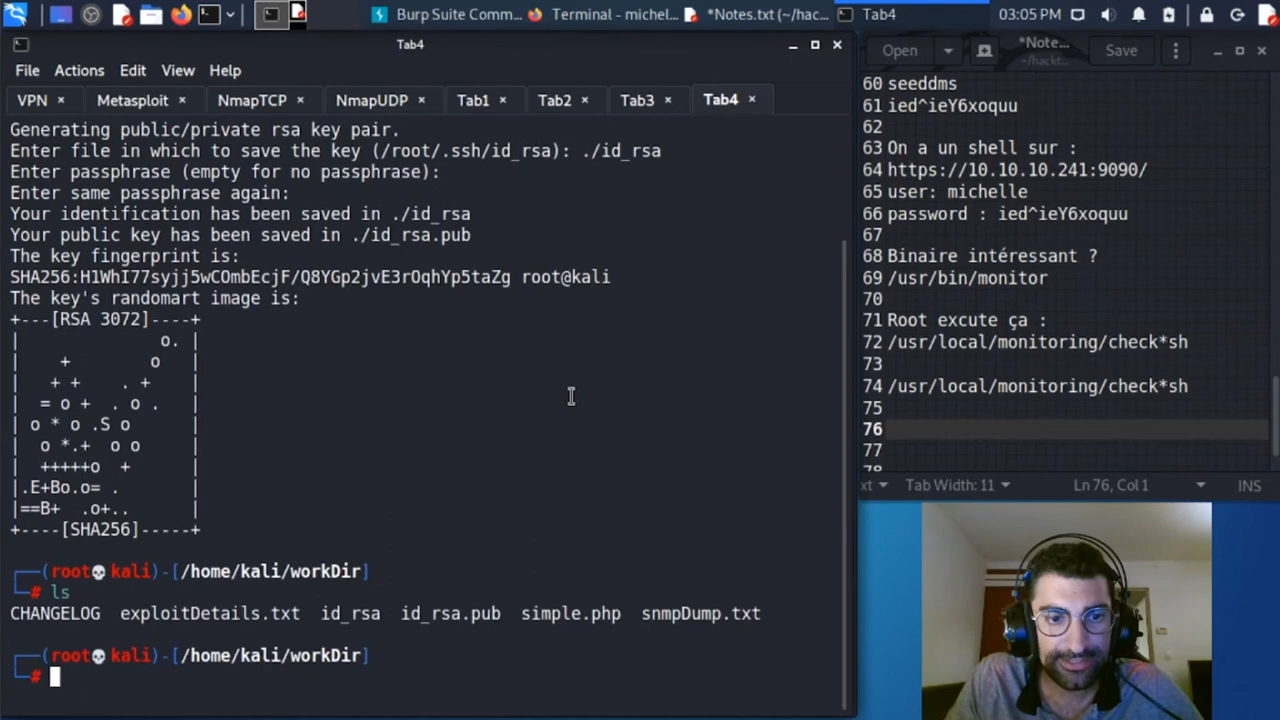 Burp Suite Comm...
Terminal - michel...
*Notes.txt (~/hac...
Tab4
03:05 PM
Tab4
File Actions Edit View Help
VPN × Metasploit × NmapTCP × NmapUDP × Tab1 × Tab2 × Tab3 × Tab4 ×
Generating public/private rsa key pair.
Enter file in which to save the key (/root/.ssh/id_rsa): ./id_rsa
Enter passphrase (empty for no passphrase):
Enter same passphrase again:
Your identification has been saved in ./id_rsa
Your public key has been saved in ./id_rsa.pub
The key fingerprint is:
SHA256:H1WhI77syjj5wCOmbEcjF/Q8YGp2jvE3rOqhYp5taZg root@kali
The key's randomart image is:
+---[RSA 3072]----+
|              o. |
|    +        o   |
|   + +    . +    |
|  = o +  . o .   |
| o * o .S o      |
|  o *.+  o o     |
|  +++++o  +      |
|.E+Bo.o= .       |
|==B+  .o+..      |
+----[SHA256]-----+
┌──(root💀kali)-[/home/kali/workDir]
└─# ls
CHANGELOG exploitDetails.txt id_rsa id_rsa.pub simple.php snmpDump.txt
┌──(root💀kali)-[/home/kali/workDir]
└─#
Open
*Note...
~/hackt...
Save
60 seeddms
61 ied^ieY6xoquu
62
63 On a un shell sur :
64 https://10.10.10.241:9090/
65 user: michelle
66 password : ied^ieY6xoquu
67
68 Binaire intéressant ?
69 /usr/bin/monitor
70
71 Root excute ça :
72 /usr/local/monitoring/check*sh
73
74 /usr/local/monitoring/check*sh
75
76
77
78
xt Tab Width: 11 Ln 76, Col 1 INS